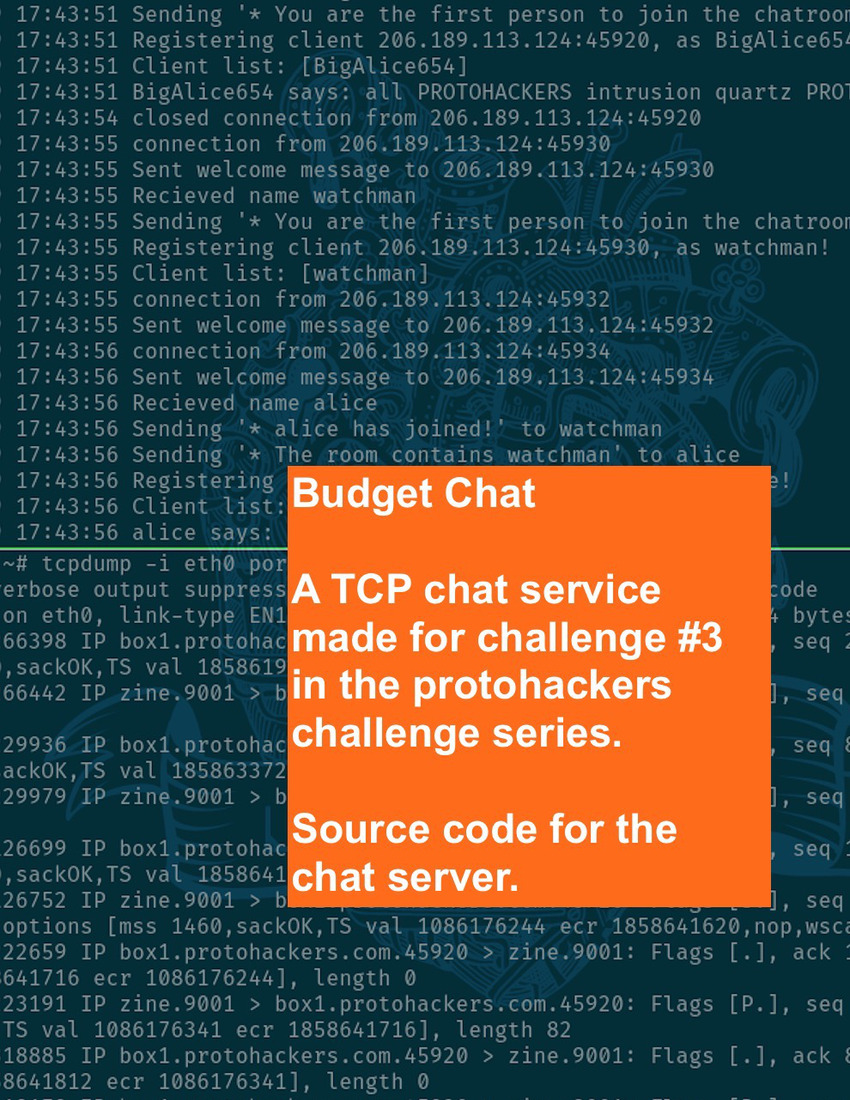 17:43:51 Sending '* You are the first person to join the chatroom
17:43:51 Registering client 206.189.113.124:45920, as BigAlice654
17:43:51 Client list: [BigAlice654]
17:43:51 BigAlice654 says: all PROTOHACKERS intrusion quartz PROT
17:43:54 closed connection from 206.189.113.124:45920
17:43:55 connection from 206.189.113.124:45930
17:43:55 Sent welcome message to 206.189.113.124:45930
17:43:55 Recieved name watchman
17:43:55 Sending '* You are the first person to join the chatroom
17:43:55 Registering client 206.189.113.124:45930, as watchman!
17:43:55 Client list: [watchman]
17:43:55 connection from 206.189.113.124:45932
17:43:55 Sent welcome message to 206.189.113.124:45932
17:43:56 connection from 206.189.113.124:45934
17:43:56 Sent welcome message to 206.189.113.124:45934
17:43:56 Recieved name alice
17:43:56 Sending '* alice has joined!' to watchman
17:43:56 Sending '* The room contains watchman' to alice
17:43:56 Registering e!
17:43:56 Client list:
17:43:56 alice says:
Budget Chat
A TCP chat service
made for challenge #3
in the protohackers
challenge series.
Source code for the
chat server.
~# tcpdump -i eth0 por
erbose output suppress code
on eth0, link-type EN1 4 bytes
66398 IP box1.protohac , seq 2
,sackOK,TS val 1858619
66442 IP zine.9001 > b ], seq
29936 IP box1.protohac , seq 8
sackOK,TS val 185863372
29979 IP zine.9001 > b ], seq
26699 IP box1.protohac , seq 1
),sackOK,TS val 1858641
26752 IP zine.9001 > b ], seq
options [mss 1460,sackOK,TS val 1086176244 ecr 1858641620,nop,wsca
22659 IP box1.protohackers.com.45920 > zine.9001: Flags [.], ack 1
8641716 ecr 1086176244], length 0
23191 IP zine.9001 > box1.protohackers.com.45920: Flags [P.], seq
TS val 1086176341 ecr 1858641716], length 82
18885 IP box1.protohackers.com.45920 > zine.9001: Flags [.], ack 8
8641812 ecr 1086176341], length 0